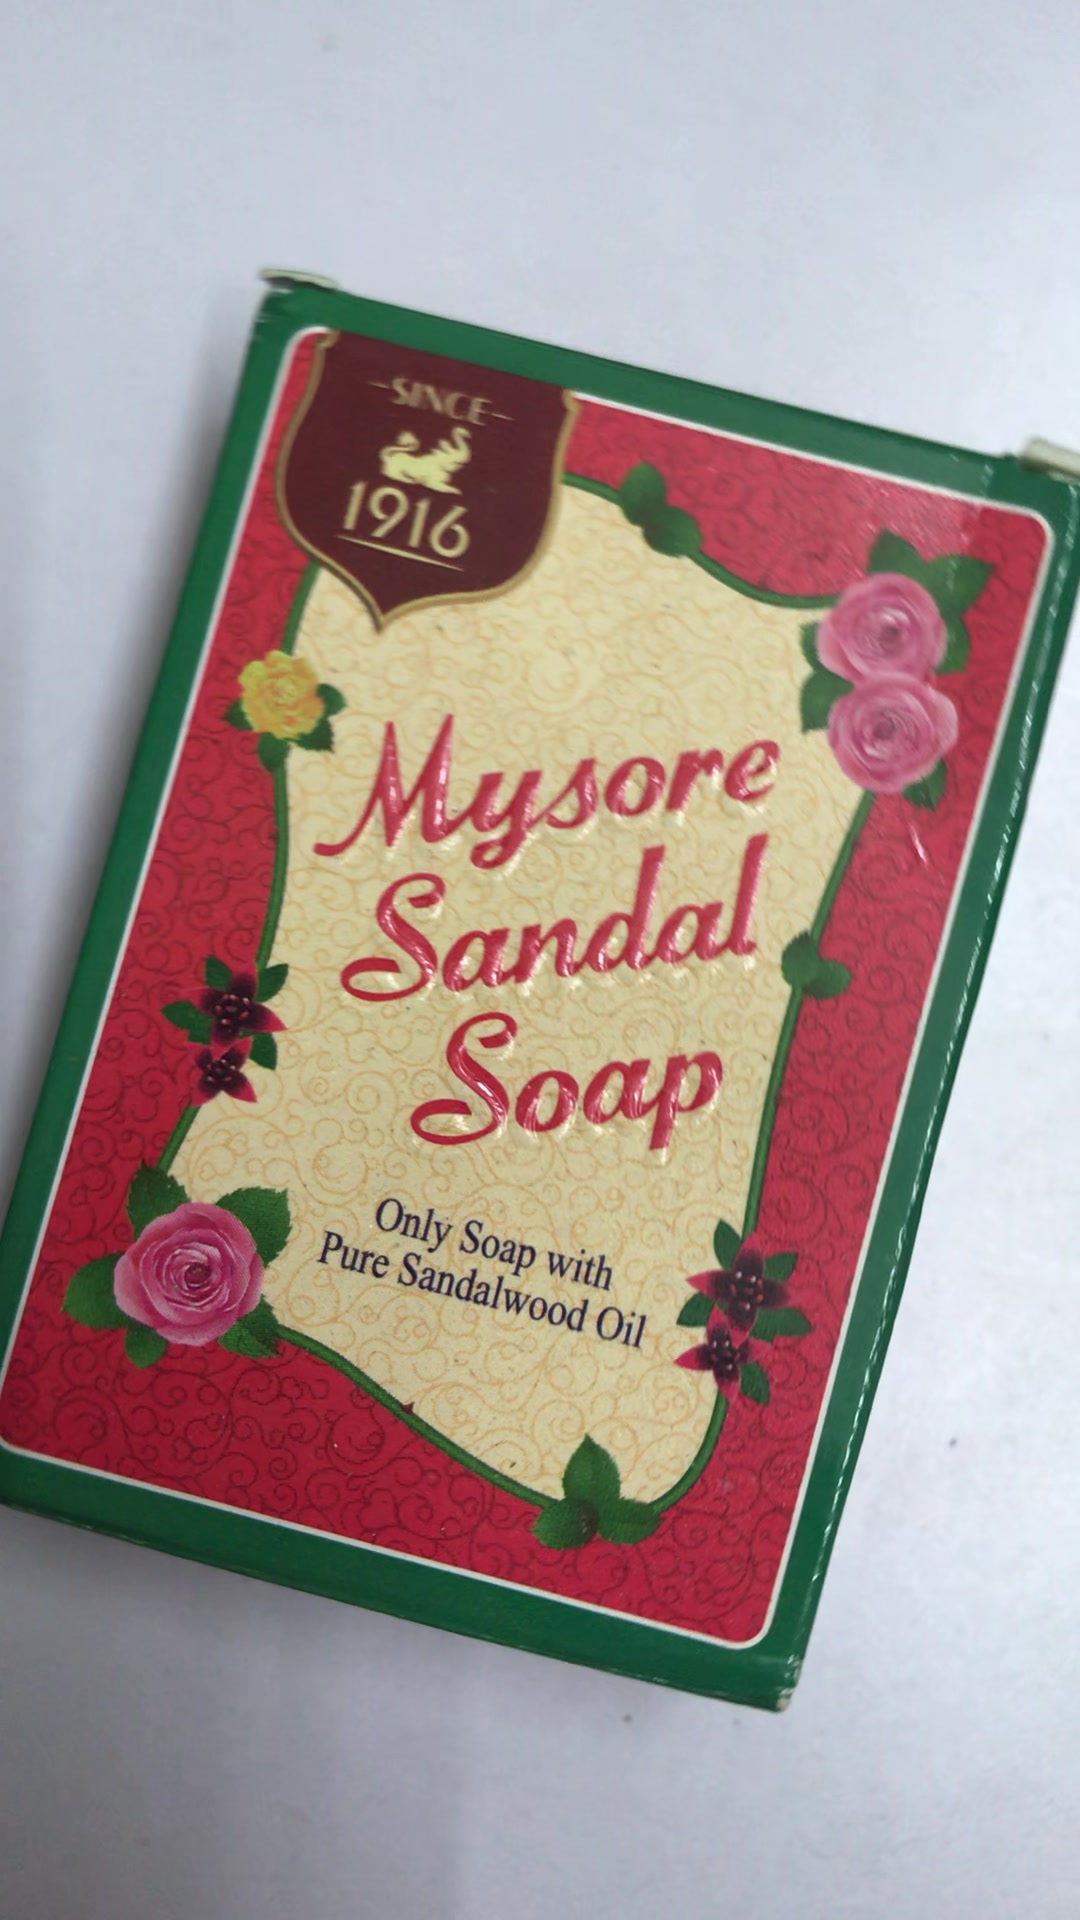 -SINCE-
1916
Mysore
Sandal
Soap
Only Soap with
Pure Sandalwood Oil